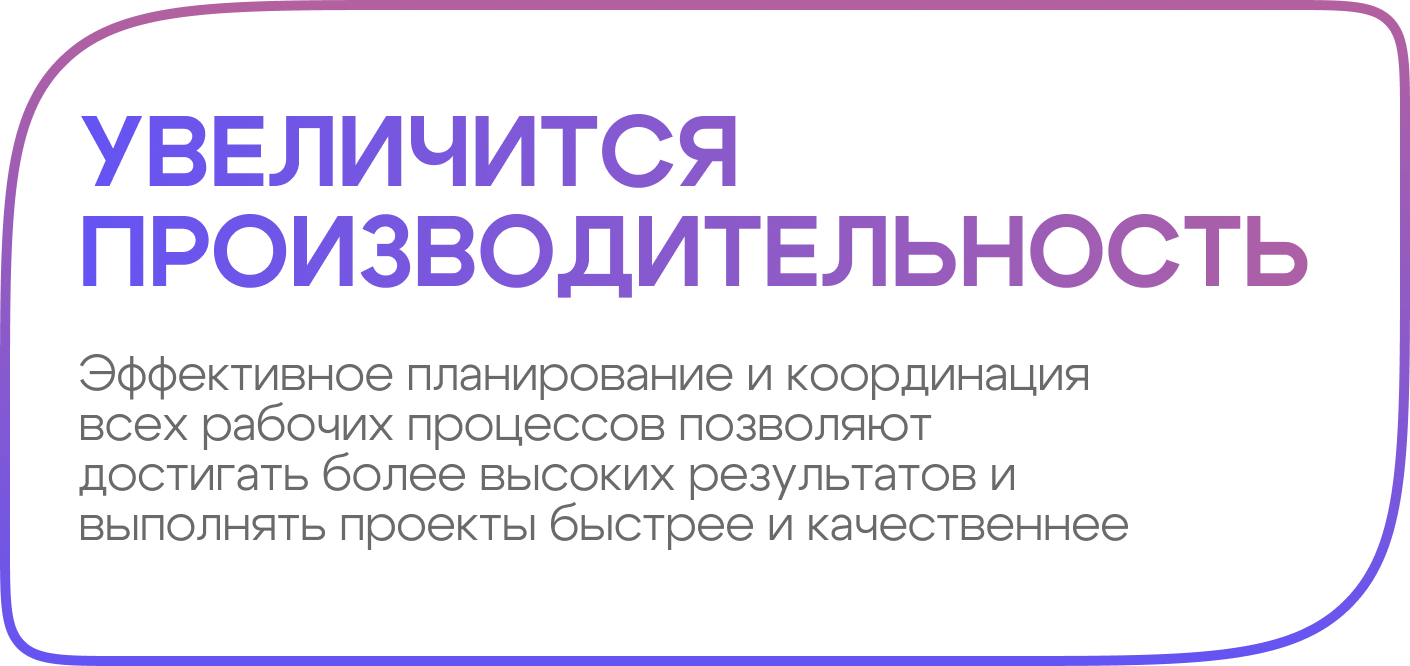 УВЕЛИЧИТСЯ
ПРОИЗВОДИТЕЛЬНОСТЬ
Эффективное планирование и координация
всех рабочих процессов позволяют
достигать более высоких результатов и
выполнять проекты быстрее и качественнее